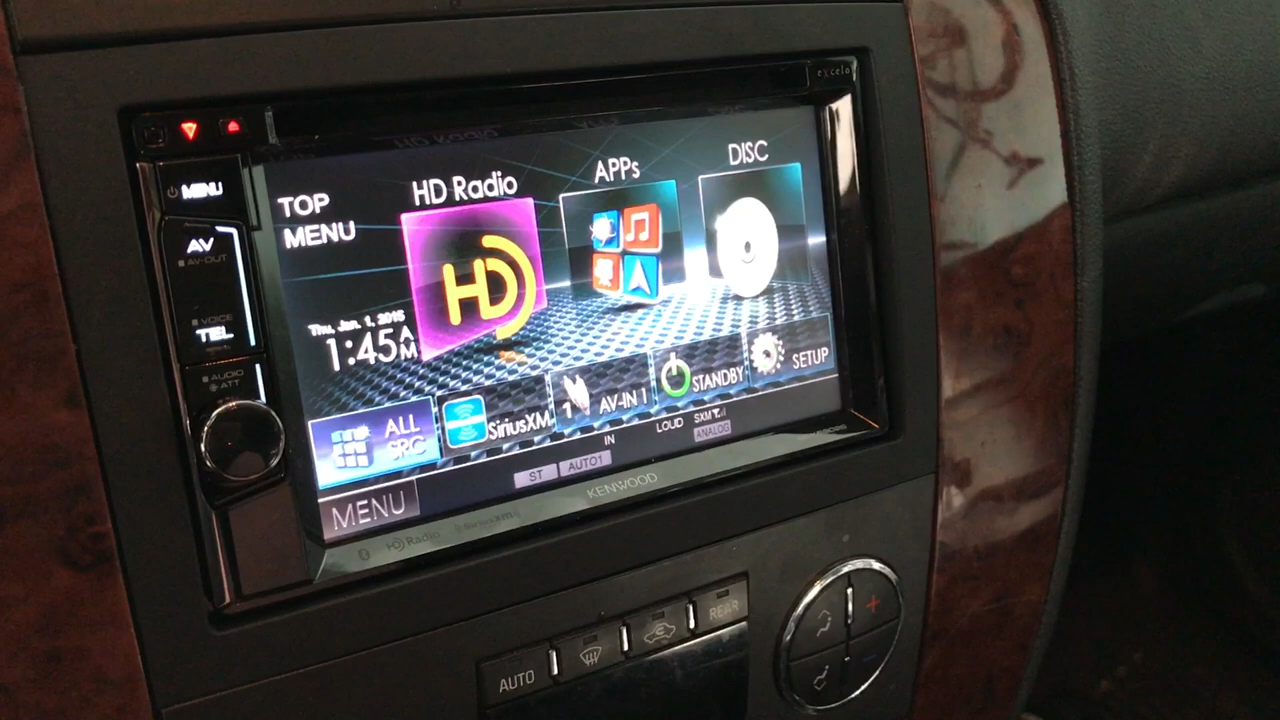 excelon
MENU
AV
AV-OUT
VOICE
TEL
AUDIO
ATT
TOP
MENU
HD Radio
HD
APPs
DISC
Thu, Jan. 1, 2015
1:45 AM
ALL
SRC
SiriusXM
1 AV-IN 1
STANDBY
SETUP
IN
LOUD
SXM
ANALOG
ST
AUTO1
MENU
KENWOOD
HD Radio
SiriusXM
AUTO
REAR